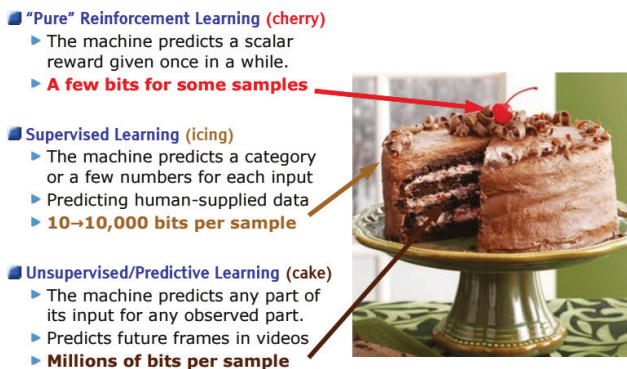 “Pure” Reinforcement Learning (cherry)
The machine predicts a scalar
reward given once in a while.
A few bits for some samples
Supervised Learning (icing)
The machine predicts a category
or a few numbers for each input
Predicting human-supplied data
10→10,000 bits per sample
Unsupervised/Predictive Learning (cake)
The machine predicts any part of
its input for any observed part.
Predicts future frames in videos
Millions of bits per sample